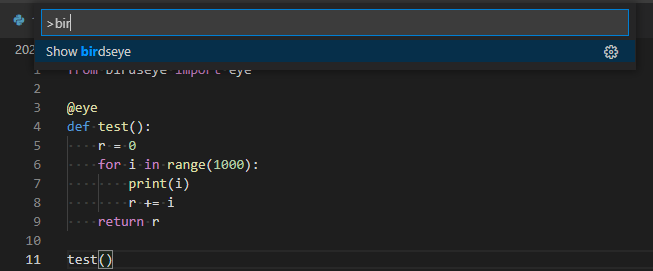 >bir
Show birdseye
202
1 from birdseye import eye
2
3 @eye
4 def test():
5 ····r·=·0
6 ····for·i·in·range(1000):
7 ········print(i)
8 ········r·+=·i
9 ····return·r
10
11 test()